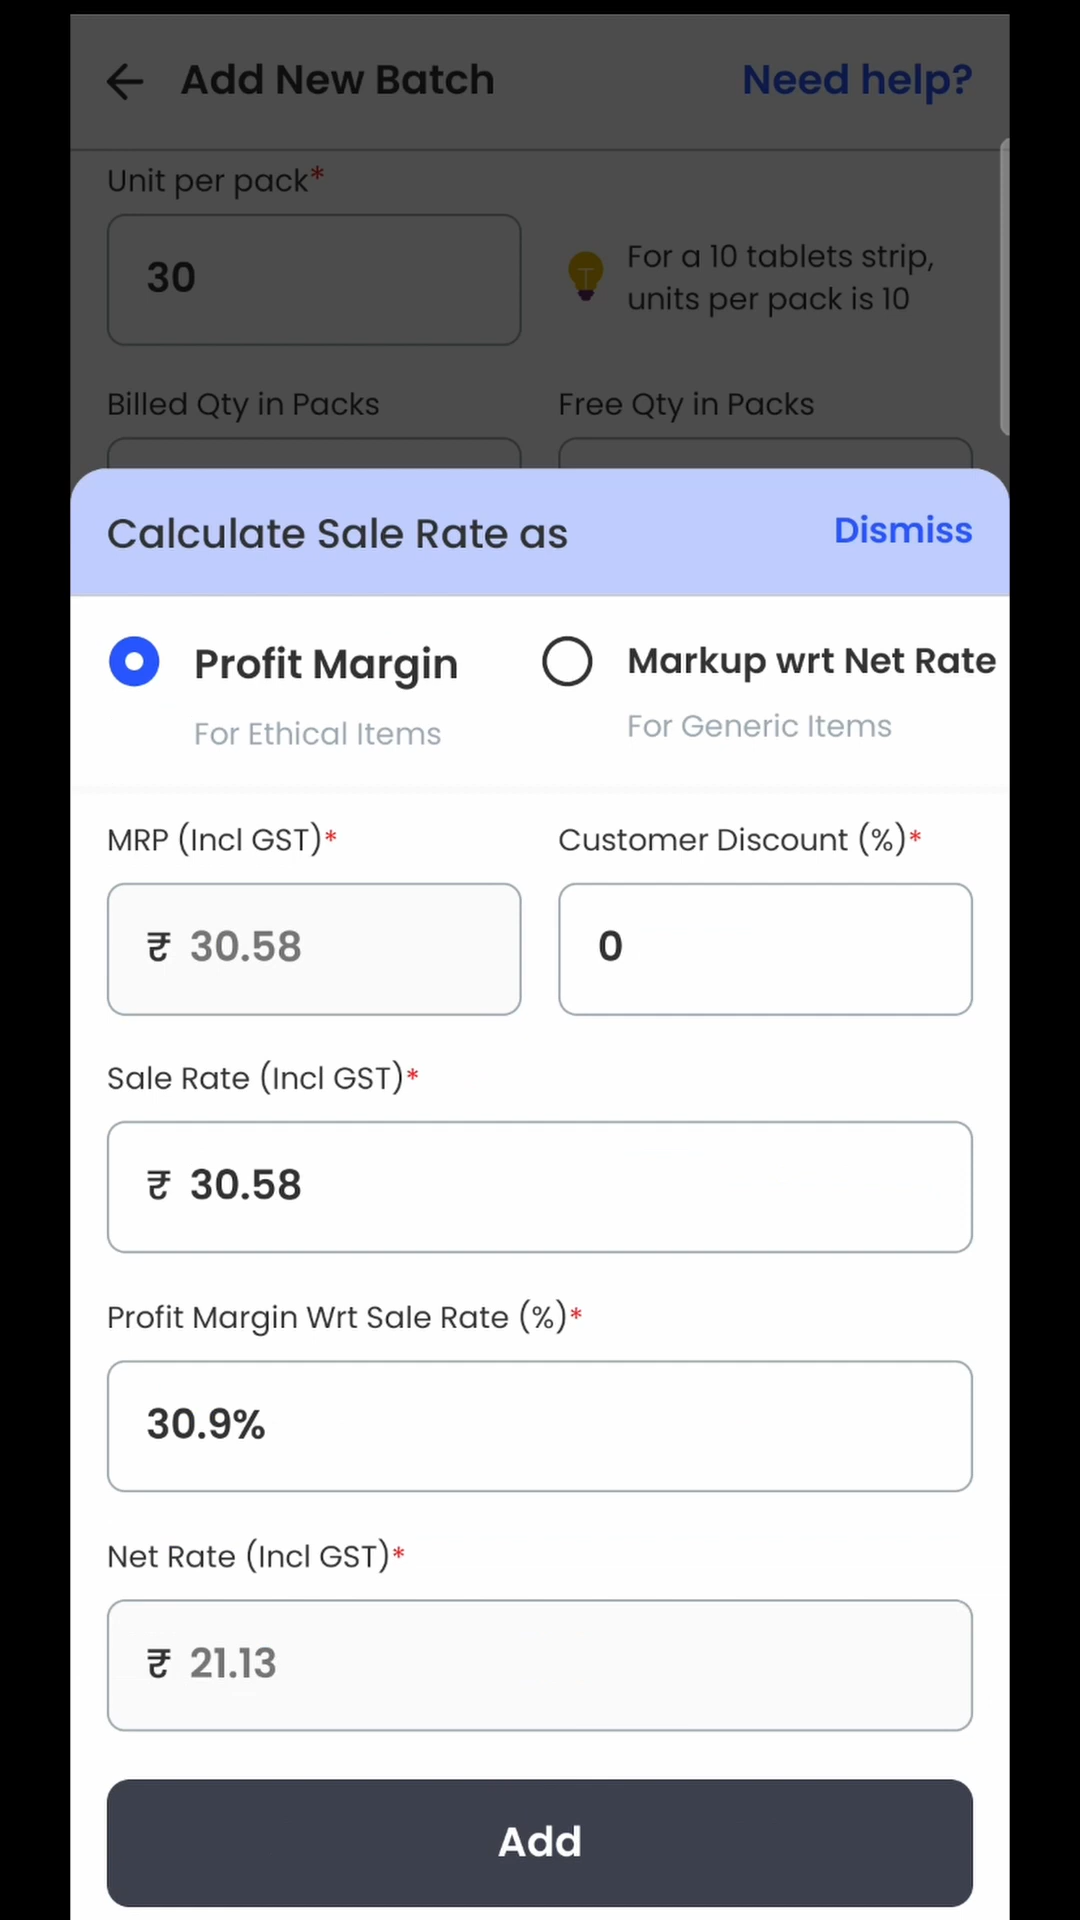 Add New Batch Need help?
Unit per pack*
30
For a 10 tablets strip,
units per pack is 10
Billed Qty in Packs Free Qty in Packs
Calculate Sale Rate as Dismiss
Profit Margin Markup wrt Net Rate
For Ethical Items For Generic Items
MRP (Incl GST)* Customer Discount (%)*
₹ 30.58 0
Sale Rate (Incl GST)*
₹ 30.58
Profit Margin Wrt Sale Rate (%)*
30.9%
Net Rate (Incl GST)*
₹ 21.13
Add